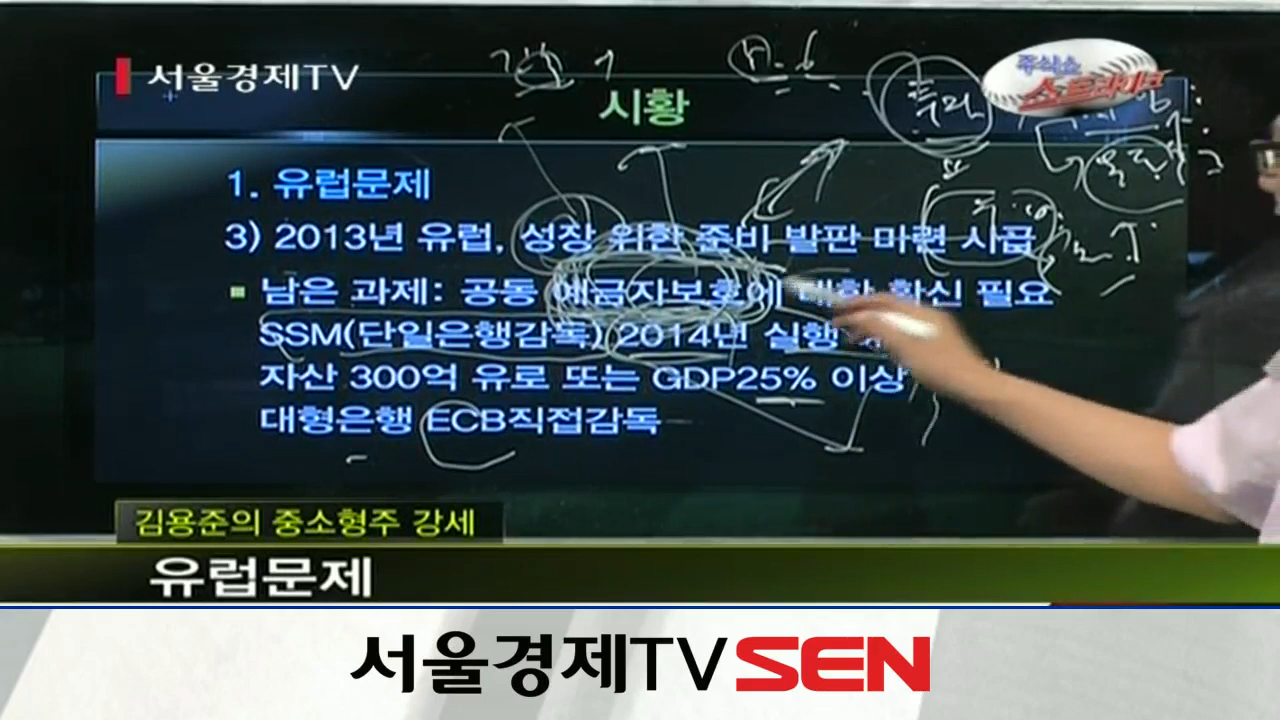 서울경제TV
주식쇼
스트라이크
시황
1. 유럽문제
3) 2013년 유럽, 성장 위한 준비 발판 마련 시급
남은 과제: 공동 예금자보호에 대한 확신 필요
SSM(단일은행감독) 2014년 실행
자산 300억 유로 또는 GDP25% 이상
대형은행 ECB직접감독
김용준의 중소형주 강세
유럽문제
서울경제TV SEN